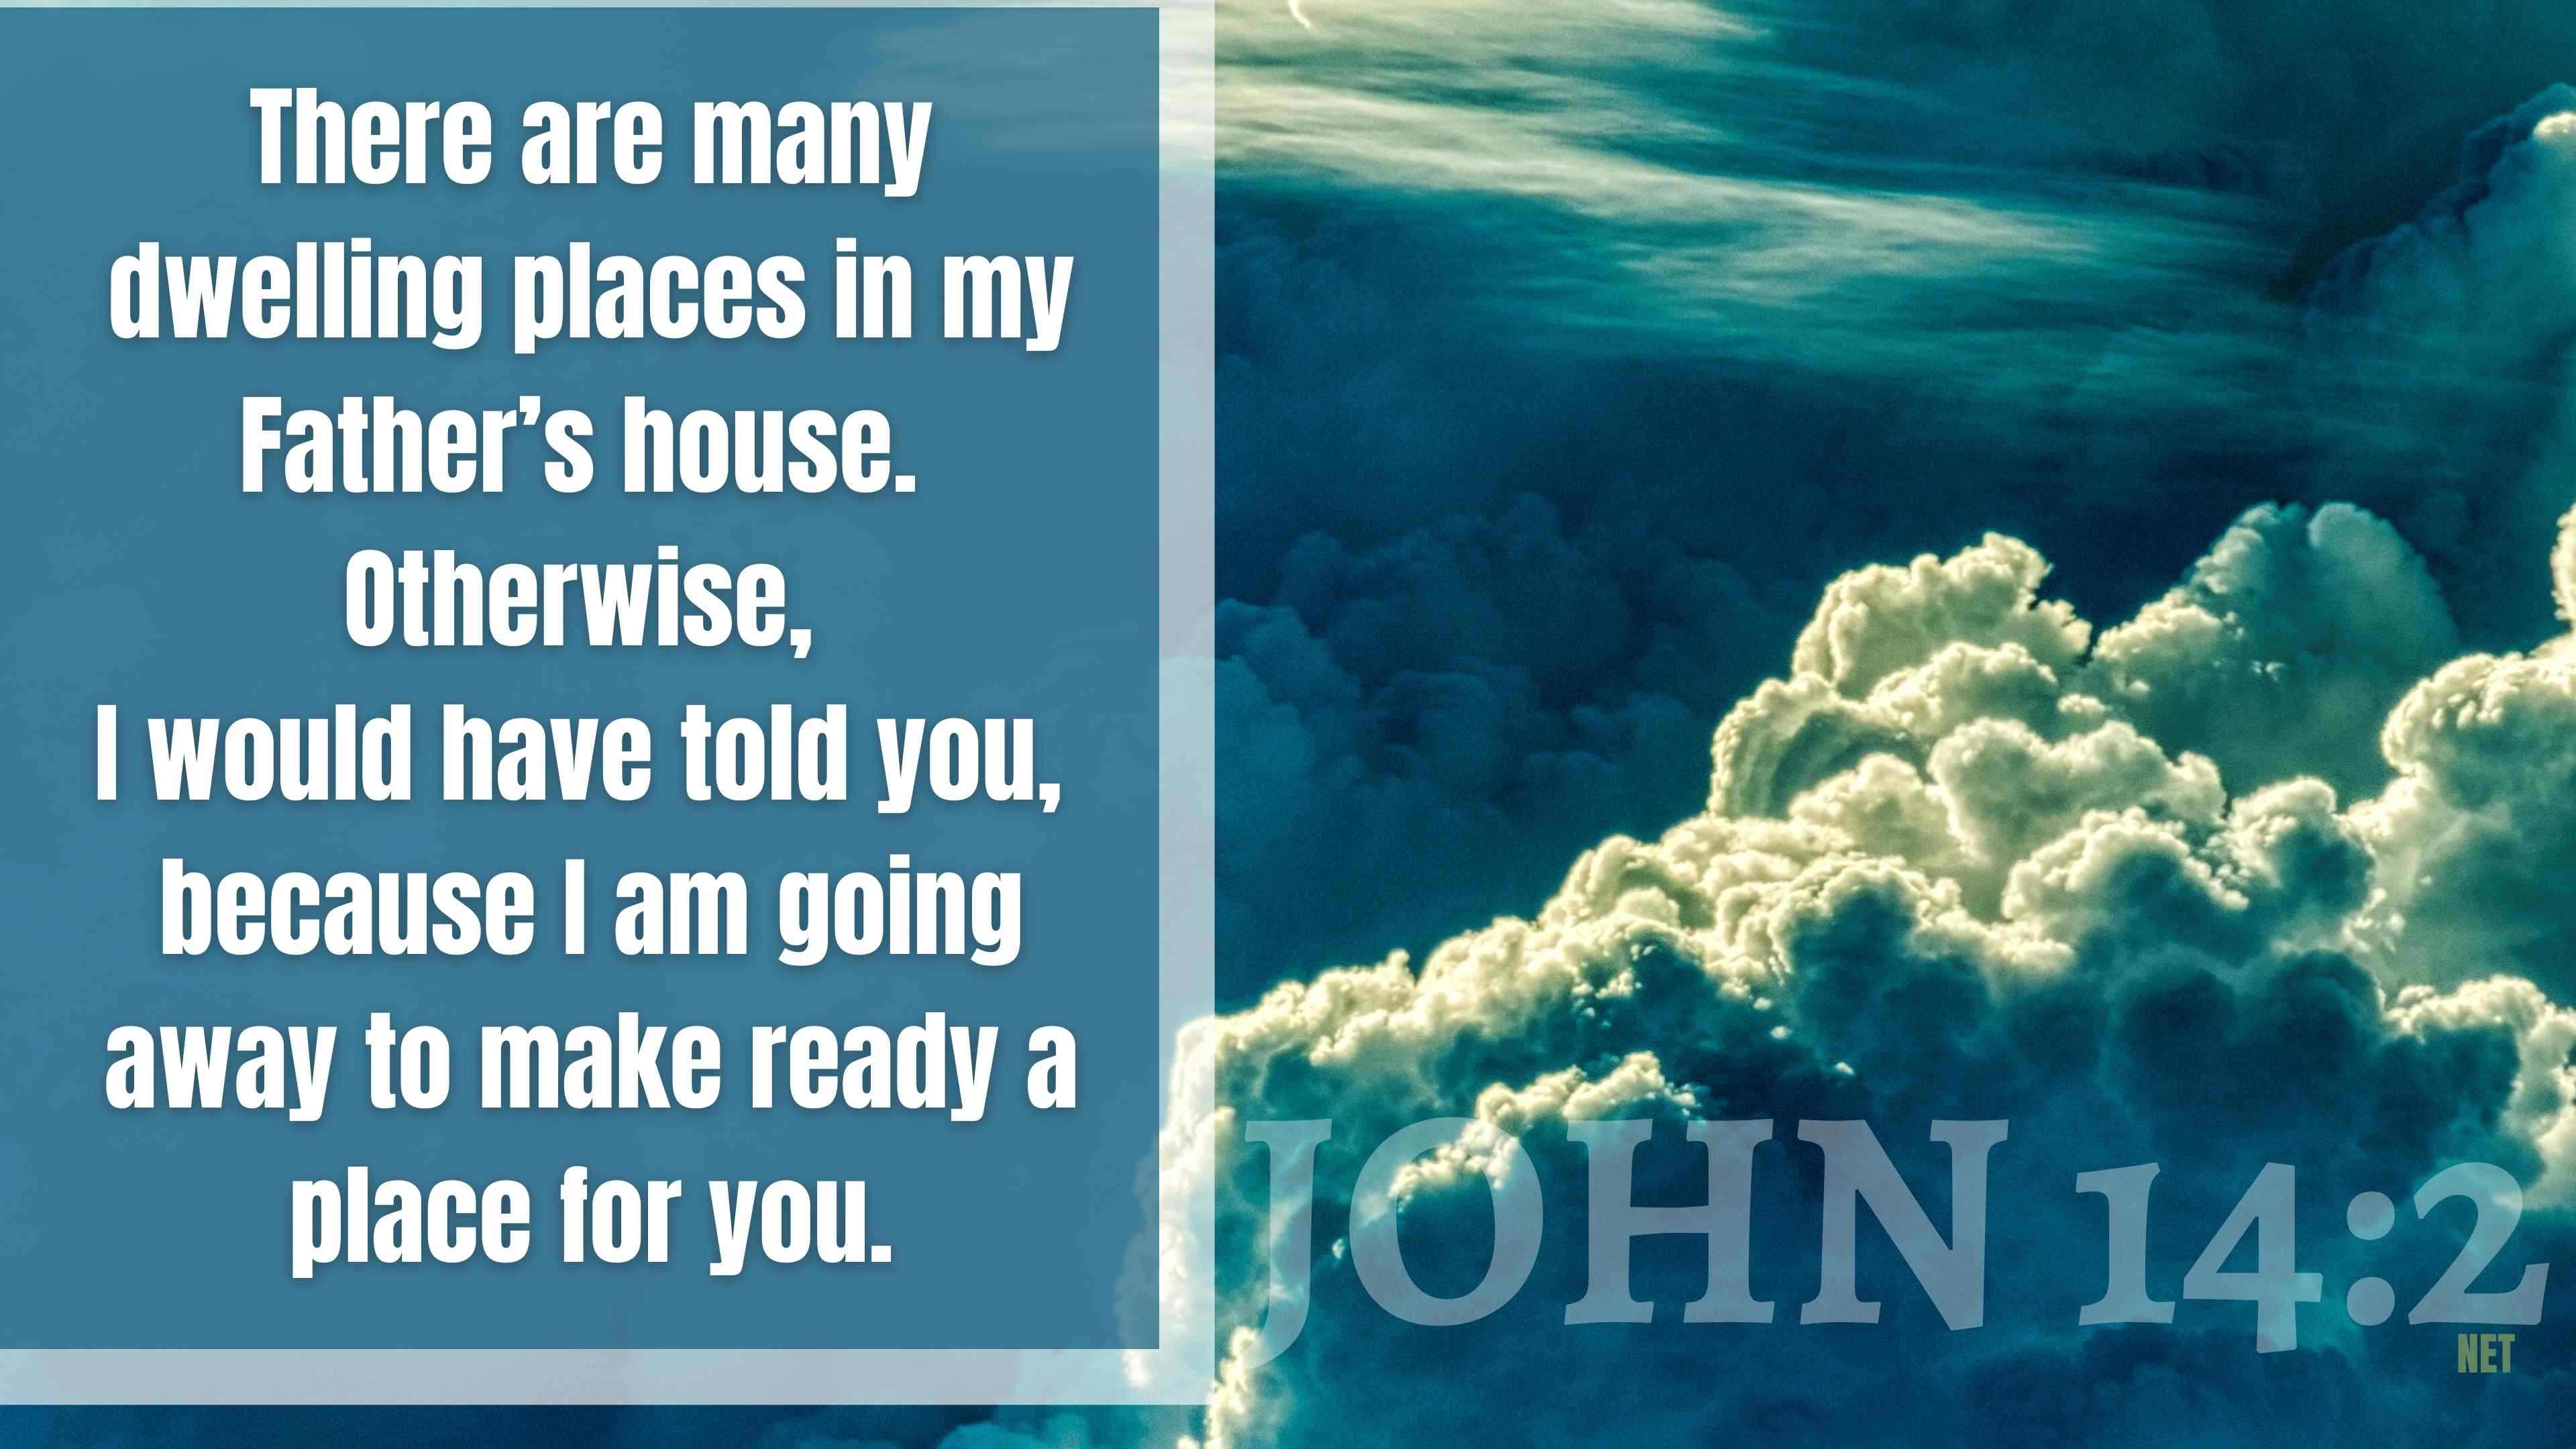 There are many
dwelling places in my
Father’s house.
Otherwise,
I would have told you,
because I am going
away to make ready a
place for you.
JOHN 14:2
NET